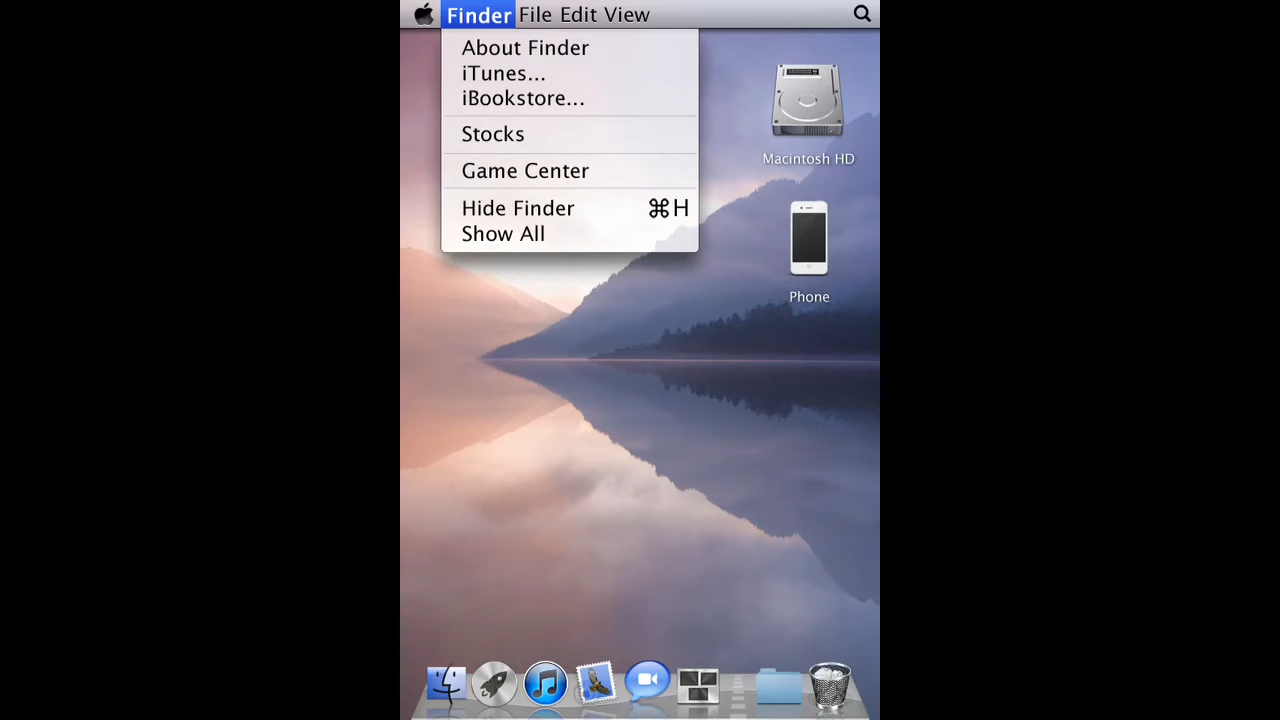 Finder File Edit View
About Finder
iTunes...
iBookstore...
Stocks
Game Center
Hide Finder ⌘H
Show All
Macintosh HD
Phone